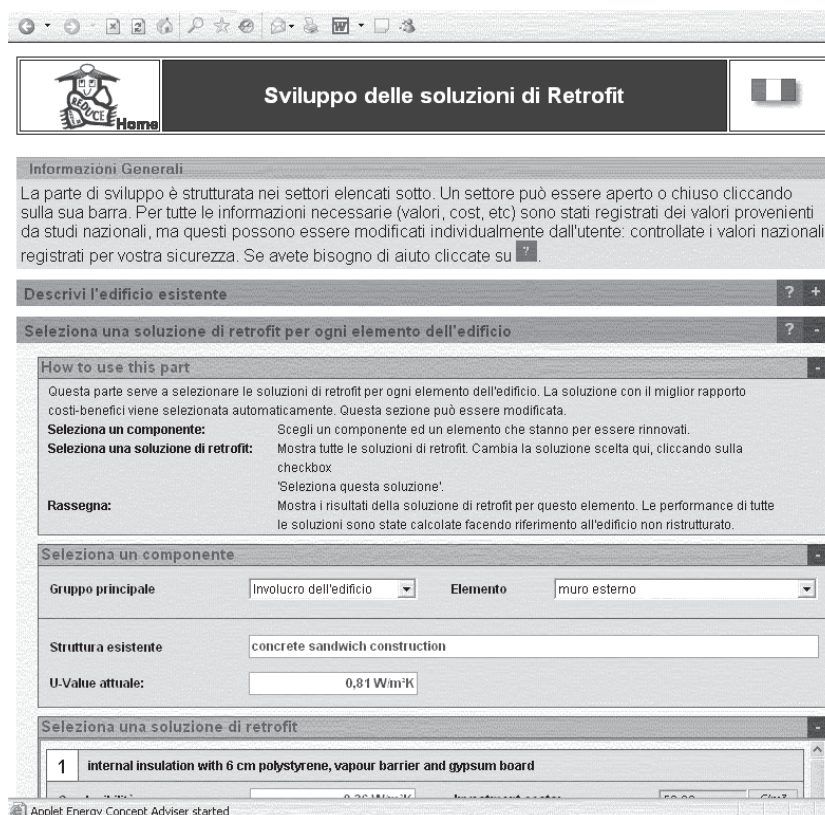 REDUCE
Home
Sviluppo delle soluzioni di Retrofit
Informazioni Generali
La parte di sviluppo è strutturata nei settori elencati sotto. Un settore può essere aperto o chiuso cliccando
sulla sua barra. Per tutte le informazioni necessarie (valori, cost, etc) sono stati registrati dei valori provenienti
da studi nazionali, ma questi possono essere modificati individualmente dall'utente: controllate i valori nazionali
registrati per vostra sicurezza. Se avete bisogno di aiuto cliccate su ? .
Descrivi l'edificio esistente ? +
Seleziona una soluzione di retrofit per ogni elemento dell'edificio ? -
How to use this part -
Questa parte serve a selezionare le soluzioni di retrofit per ogni elemento dell'edificio. La soluzione con il miglior rapporto
costi-benefici viene selezionata automaticamente. Questa sezione può essere modificata.
Seleziona un componente: Scegli un componente ed un elemento che stanno per essere rinnovati.
Seleziona una soluzione di retrofit: Mostra tutte le soluzioni di retrofit. Cambia la soluzione scelta qui, cliccando sulla
checkbox
'Seleziona questa soluzione'.
Rassegna: Mostra i risultati della soluzione di retrofit per questo elemento. Le performance di tutte
le soluzioni sono state calcolate facendo riferimento all'edificio non ristrutturato.
Seleziona un componente -
Gruppo principale Involucro dell'edificio Elemento muro esterno
Struttura esistente concrete sandwich construction
U-Value attuale: 0,81 W/m²K
Seleziona una soluzione di retrofit -
1 internal insulation with 6 cm polystyrene, vapour barrier and gypsum board
Applet Energy Concept Adviser started